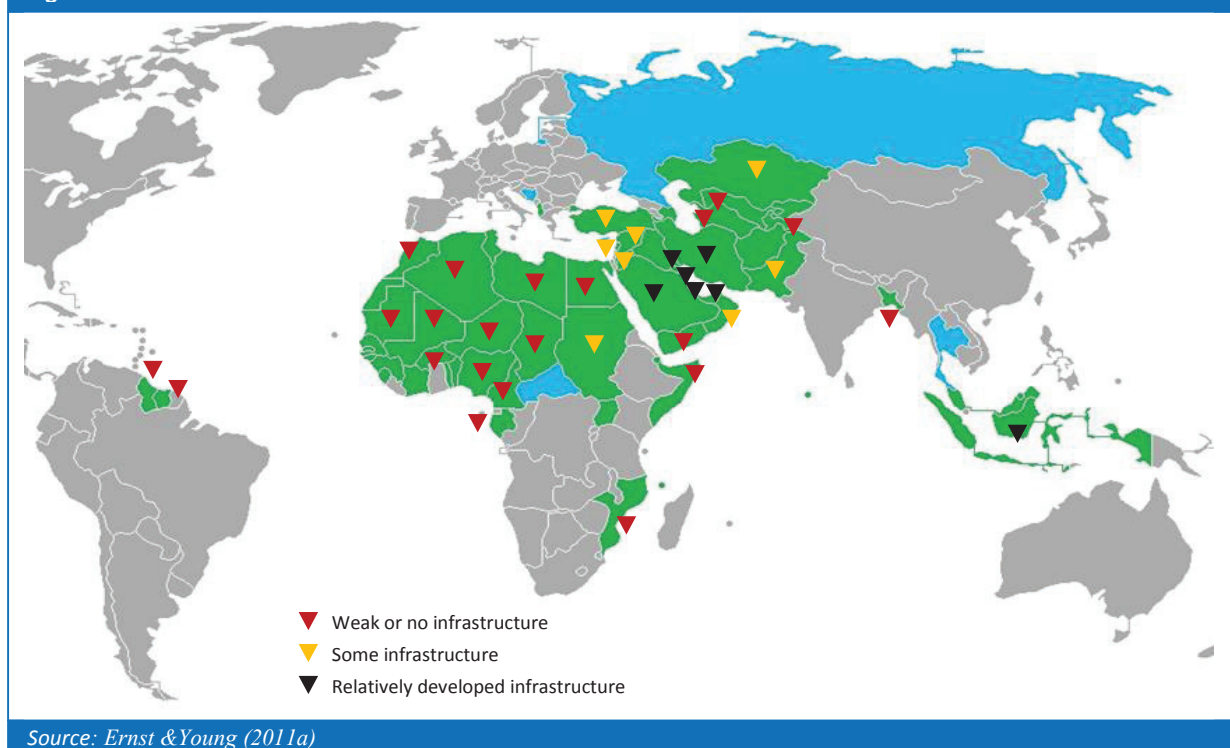 Weak or no infrastructure
Some infrastructure
Relatively developed infrastructure
Source: Ernst &Young (2011a)